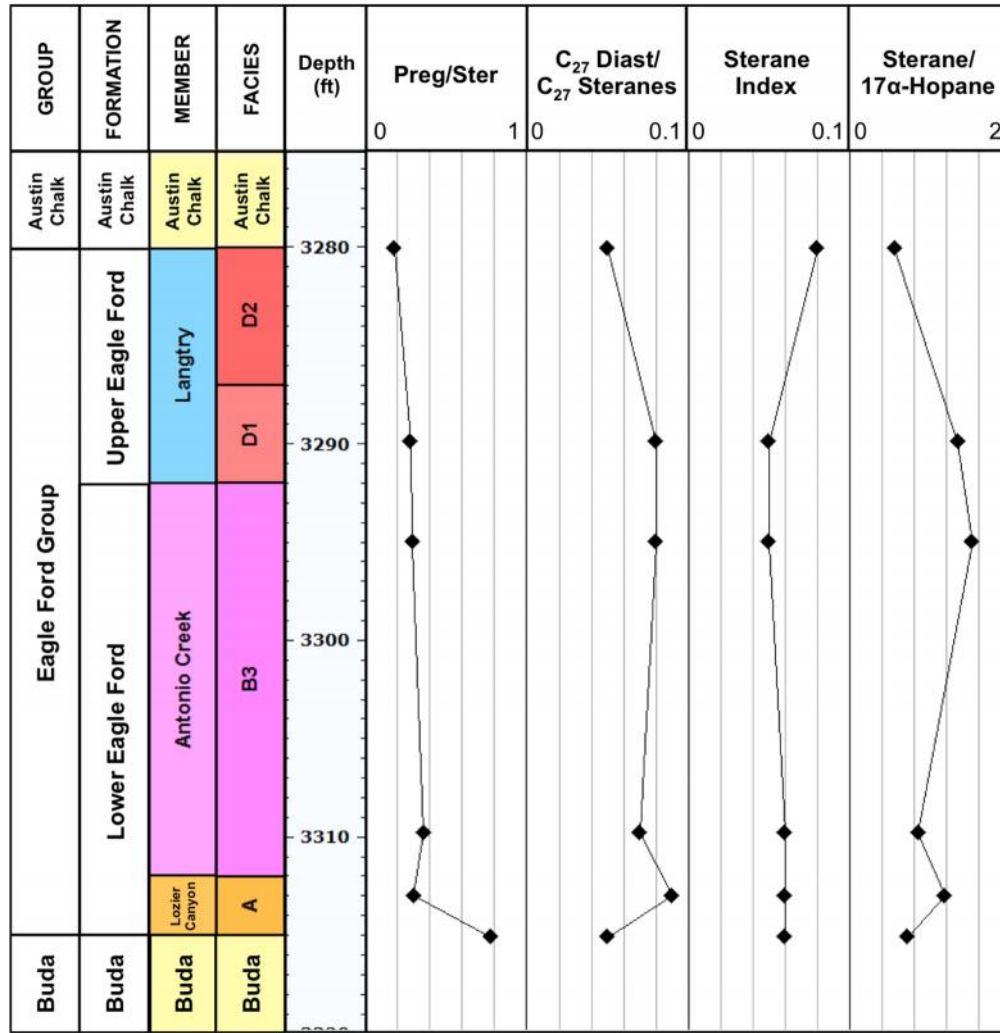 GROUP
FORMATION
MEMBER
FACIES
Depth
(ft)
Preg/Ster
0 1
C27 Diast/
C27 Steranes
0 0.1
Sterane
Index
0 0.1
Sterane/
17α-Hopane
0 2
Austin
Chalk
Austin
Chalk
Austin
Chalk
Austin
Chalk
Eagle Ford Group
Upper Eagle Ford
Lower Eagle Ford
Langtry
Antonio Creek
Lozier
Canyon
D2
D1
B3
A
Buda
Buda
Buda
Buda
3280
3290
3300
3310